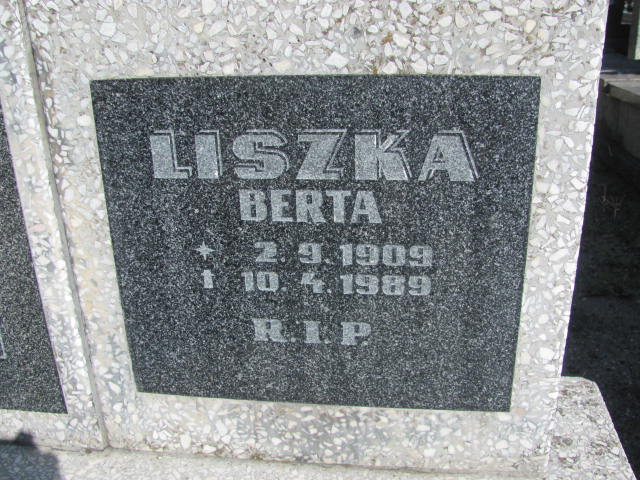 LISZKA
BERTA
* 2. 9. 1909
† 10. 4. 1989
R. I. P.